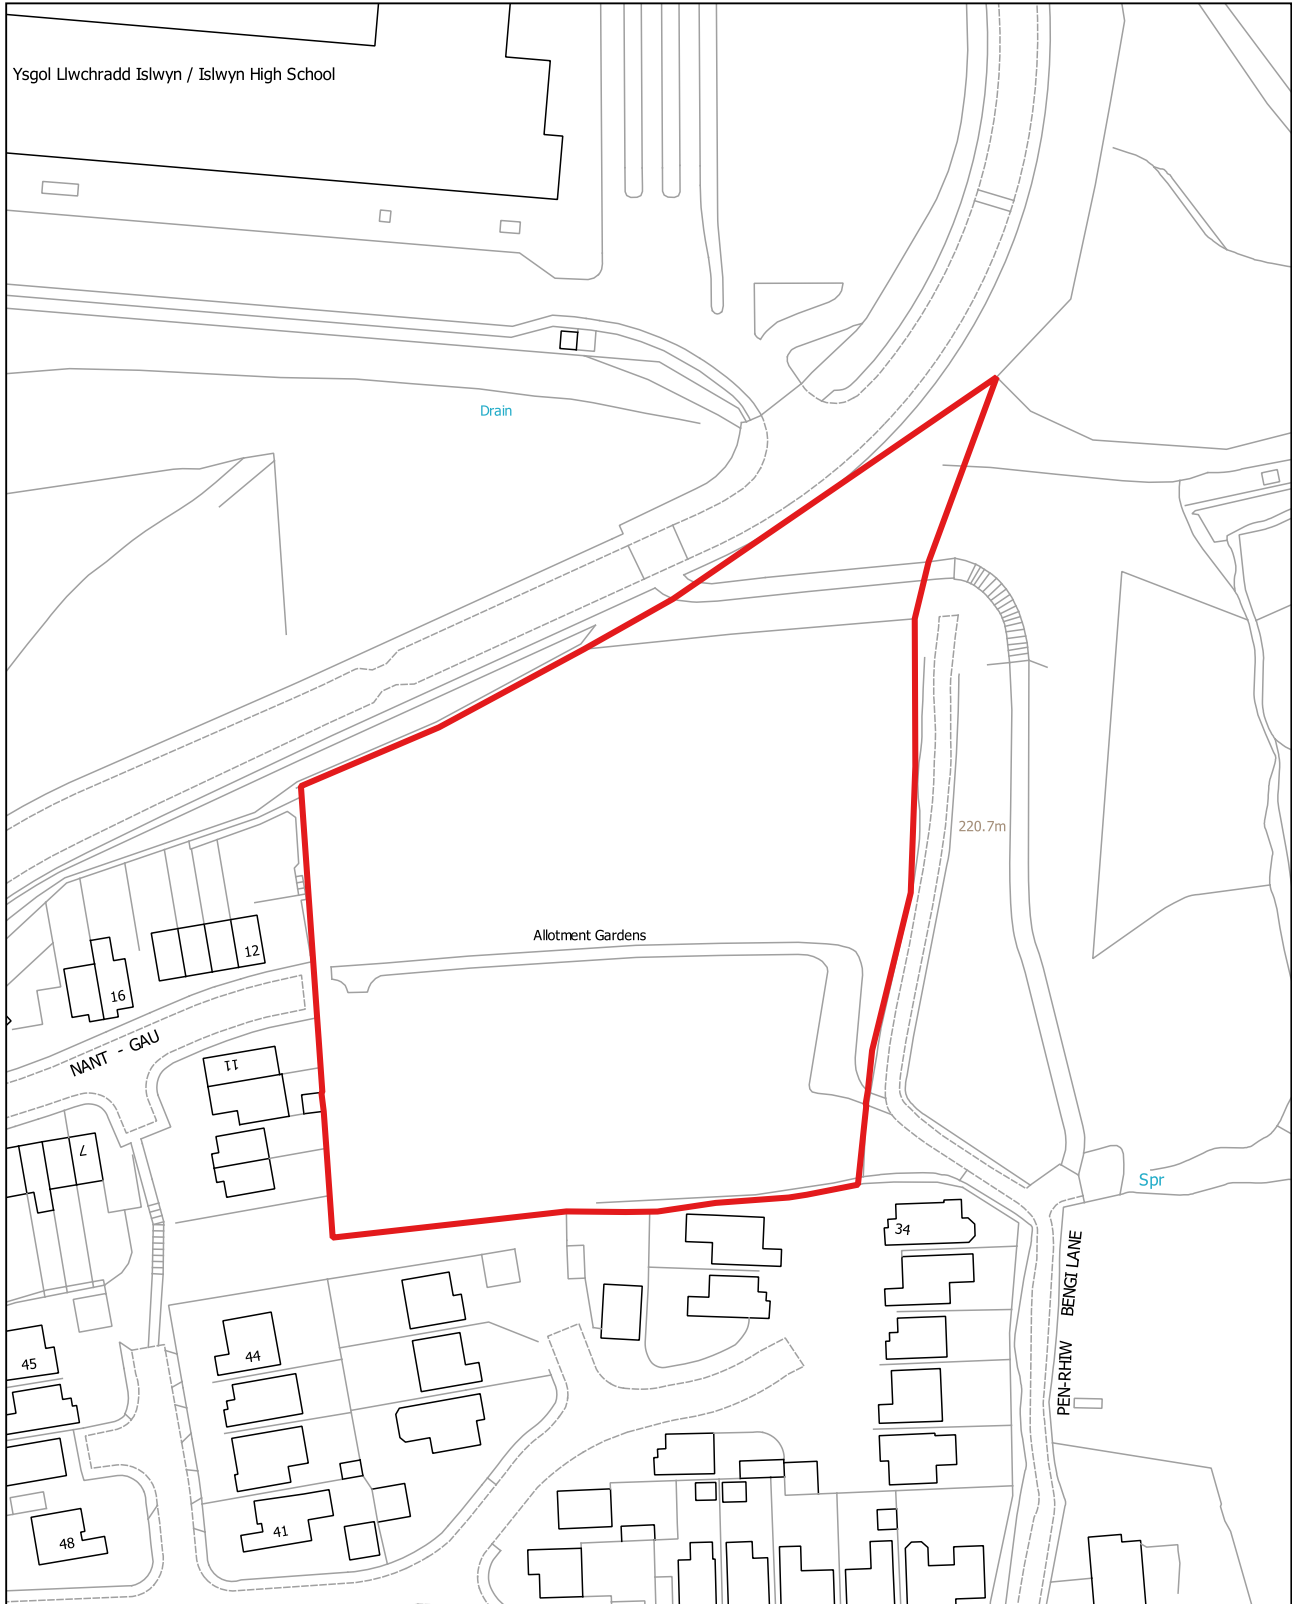 Ysgol Llwchradd Islwyn / Islwyn High School
Drain
220.7m
Allotment Gardens
12
16
NANT - GAU
11
7
Spr
34
PEN-RHIW BENGI LANE
45
44
41
48